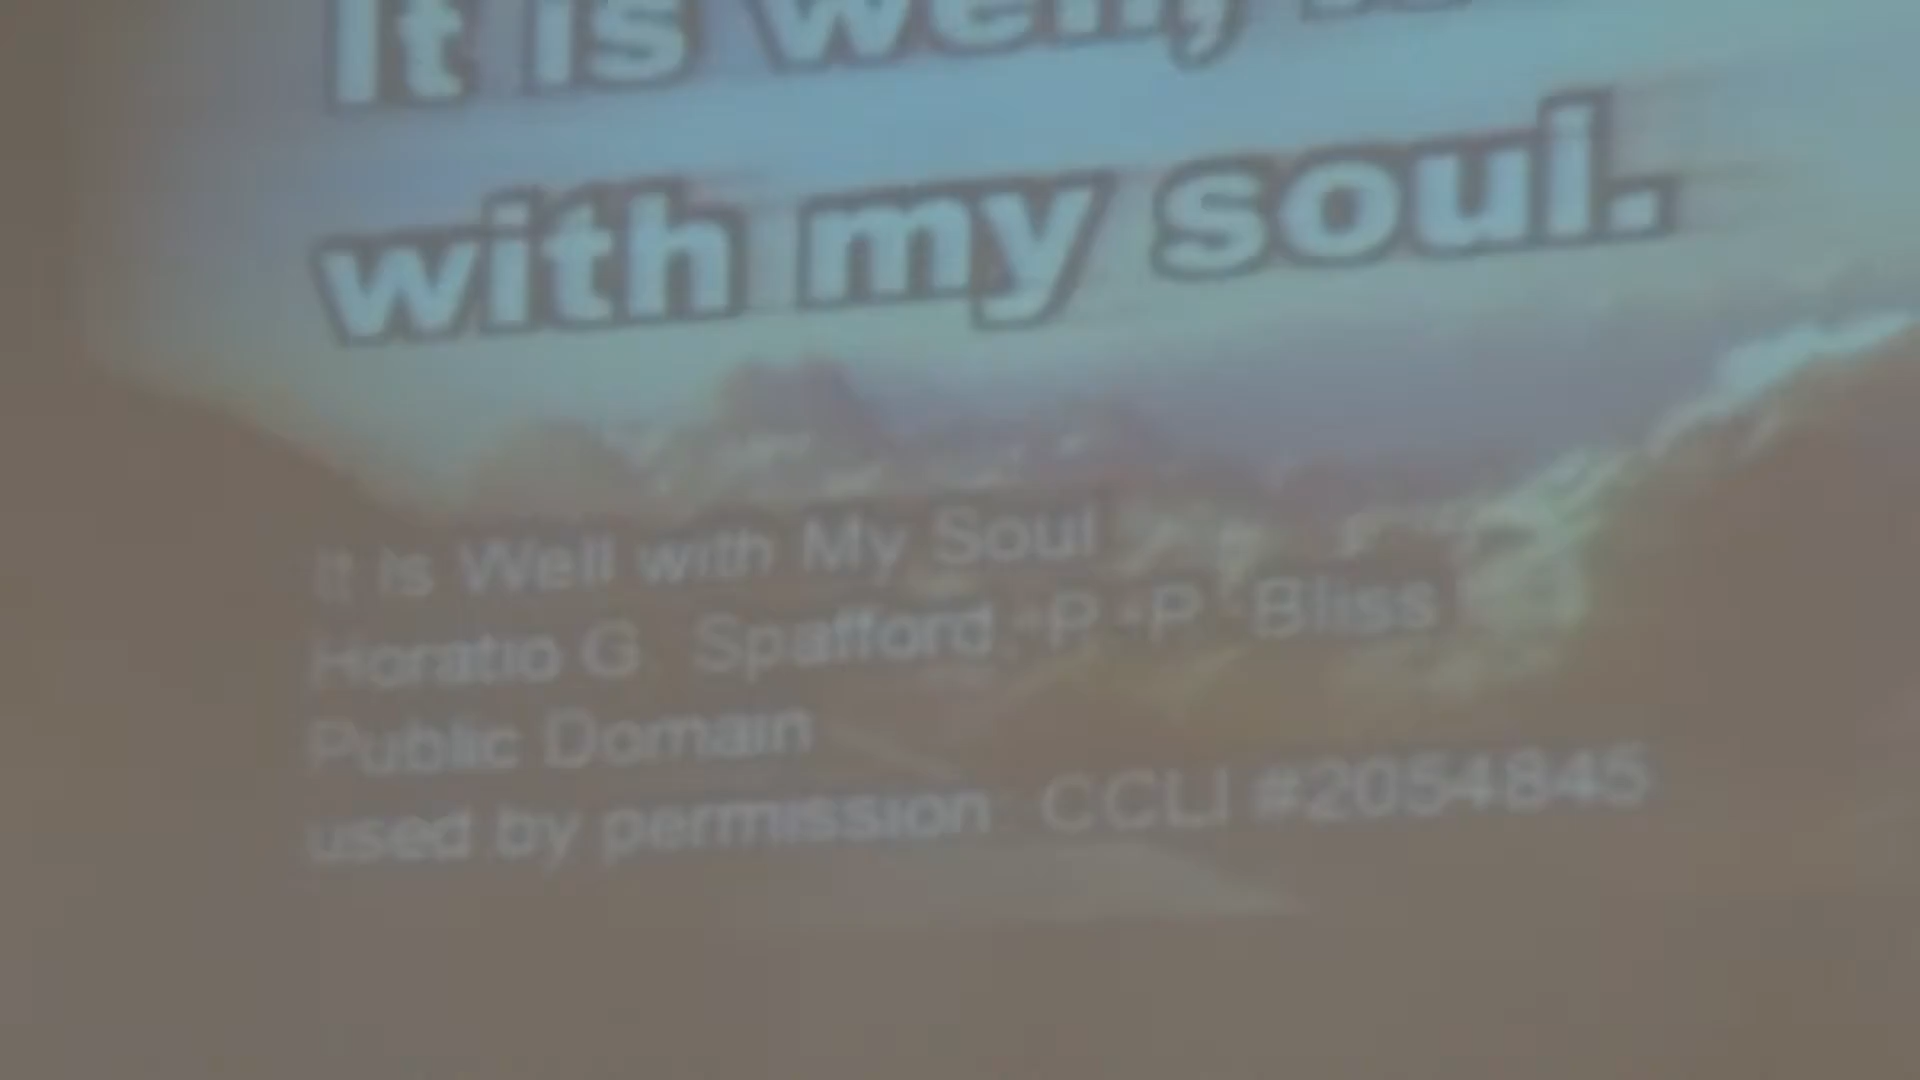 It is well,
with my soul.
It is Well with My Soul
Horatio G. Spafford, P. P. Bliss
Public Domain
used by permission. CCLI #2054845